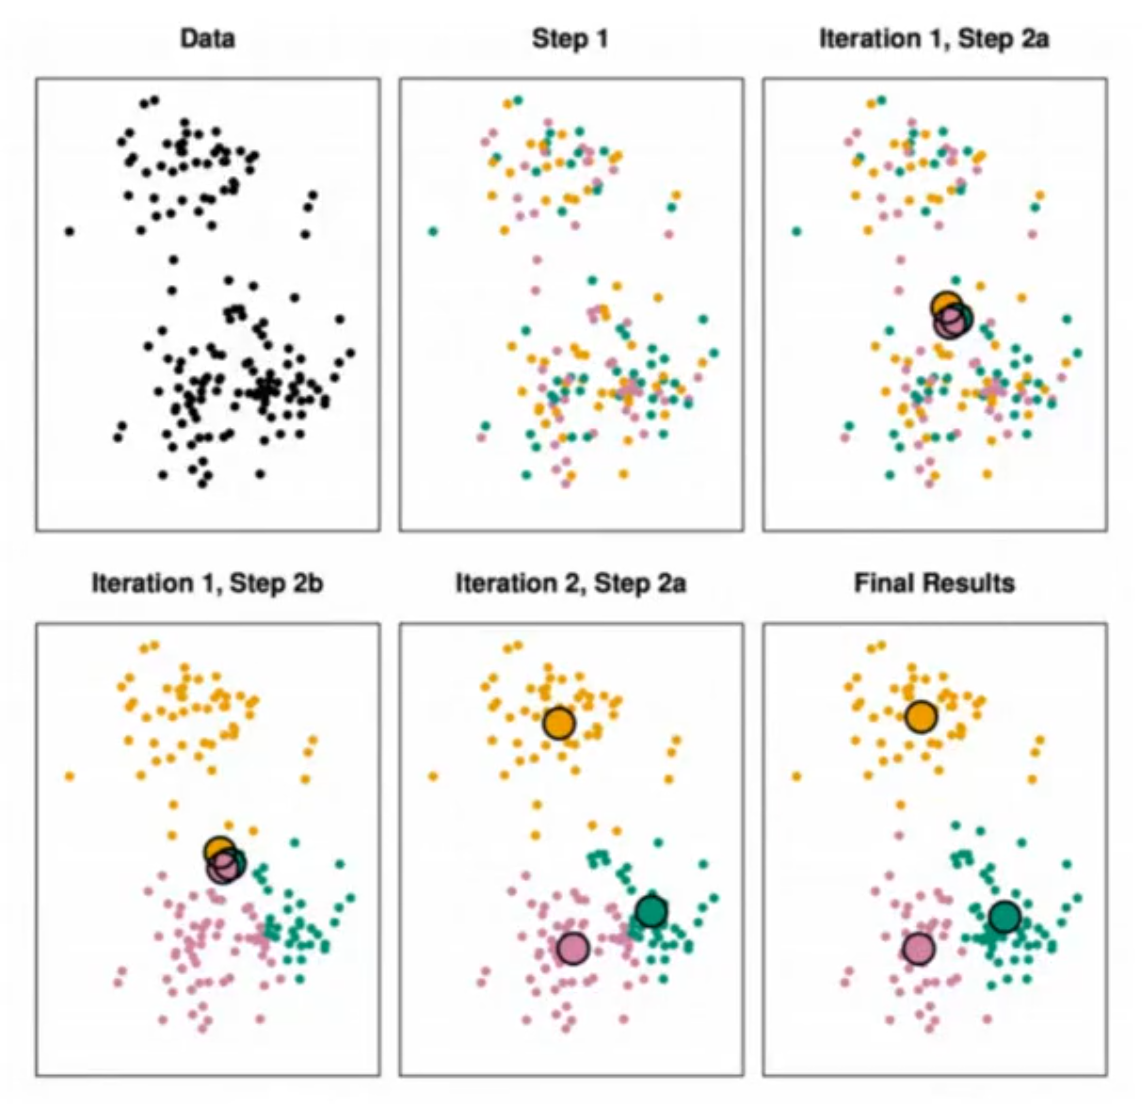 Data
Step 1
Iteration 1, Step 2a
Iteration 1, Step 2b
Iteration 2, Step 2a
Final Results